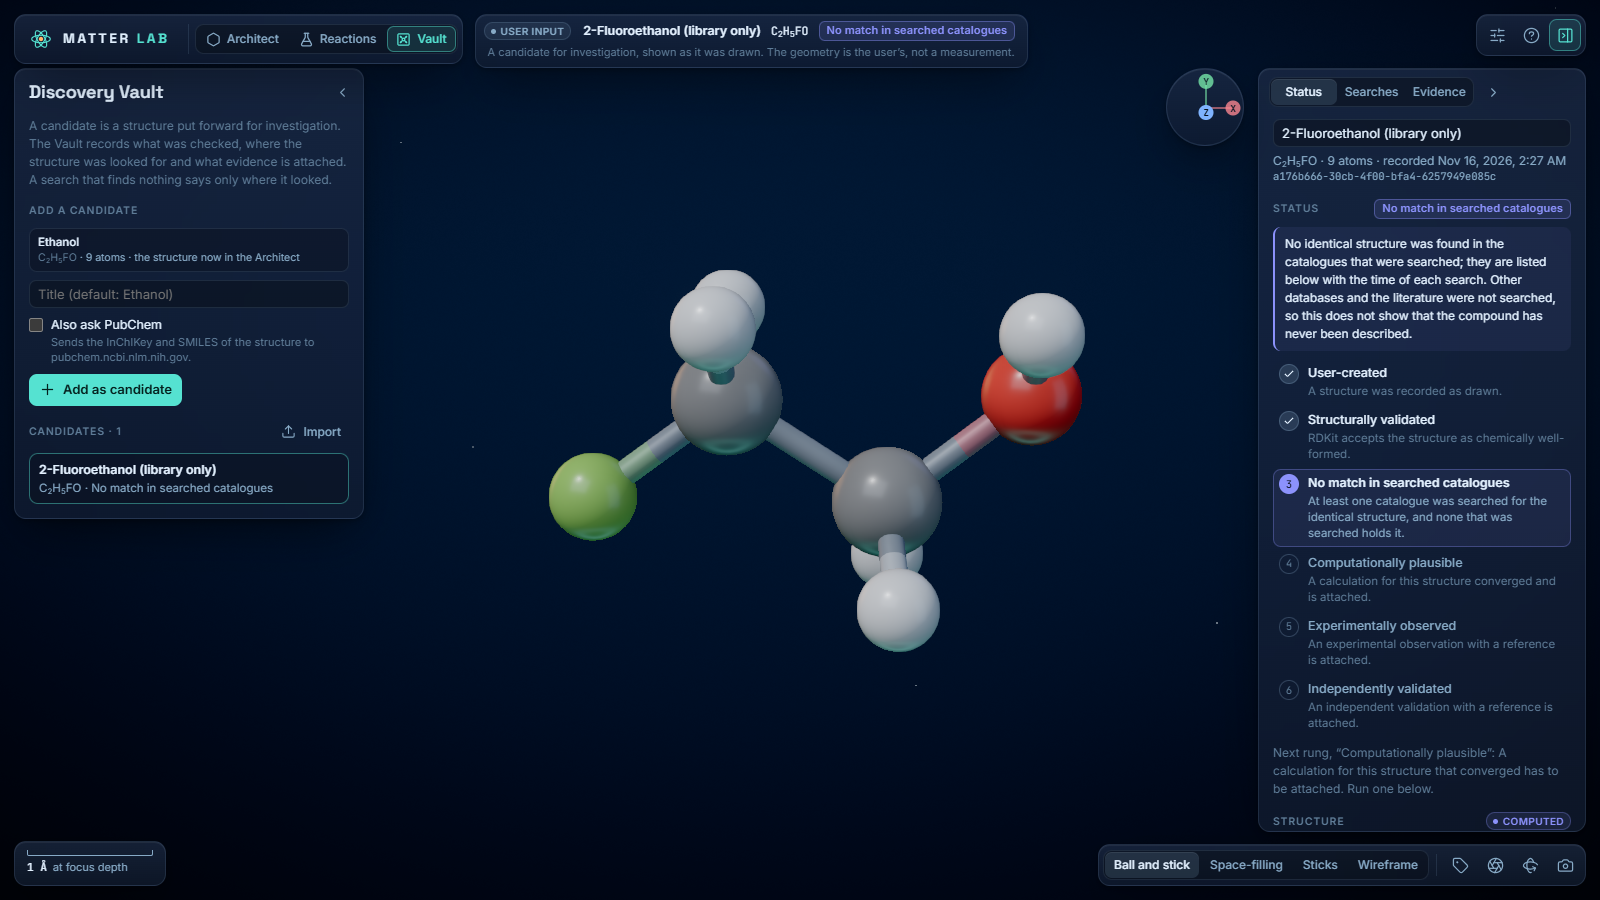 MATTER LAB
Architect
Reactions
Vault
USER INPUT
2-Fluoroethanol (library only)
C₂H₅FO
No match in searched catalogues
A candidate for investigation, shown as it was drawn. The geometry is the user's, not a measurement.
Discovery Vault
A candidate is a structure put forward for investigation.
The Vault records what was checked, where the
structure was looked for and what evidence is attached.
A search that finds nothing says only where it looked.
ADD A CANDIDATE
Ethanol
C₂H₅FO · 9 atoms · the structure now in the Architect
Title (default: Ethanol)
Also ask PubChem
Sends the InChIKey and SMILES of the structure to
pubchem.ncbi.nlm.nih.gov.
Add as candidate
CANDIDATES · 1
Import
2-Fluoroethanol (library only)
C₂H₅FO · No match in searched catalogues
Y
X
Z
Status
Searches
Evidence
2-Fluoroethanol (library only)
C₂H₅FO · 9 atoms · recorded Nov 16, 2026, 2:27 AM
a176b666-30cb-4f00-bfa4-6257949e085c
STATUS
No match in searched catalogues
No identical structure was found in the
catalogues that were searched; they are listed
below with the time of each search. Other
databases and the literature were not searched,
so this does not show that the compound has
never been described.
User-created
A structure was recorded as drawn.
Structurally validated
RDKit accepts the structure as chemically well-
formed.
3
No match in searched catalogues
At least one catalogue was searched for the
identical structure, and none that was
searched holds it.
4
Computationally plausible
A calculation for this structure converged and
is attached.
5
Experimentally observed
An experimental observation with a reference
is attached.
6
Independently validated
An independent validation with a reference is
attached.
Next rung, “Computationally plausible”: A
calculation for this structure that converged has to
be attached. Run one below.
STRUCTURE
COMPUTED
1 Å at focus depth
Ball and stick
Space-filling
Sticks
Wireframe